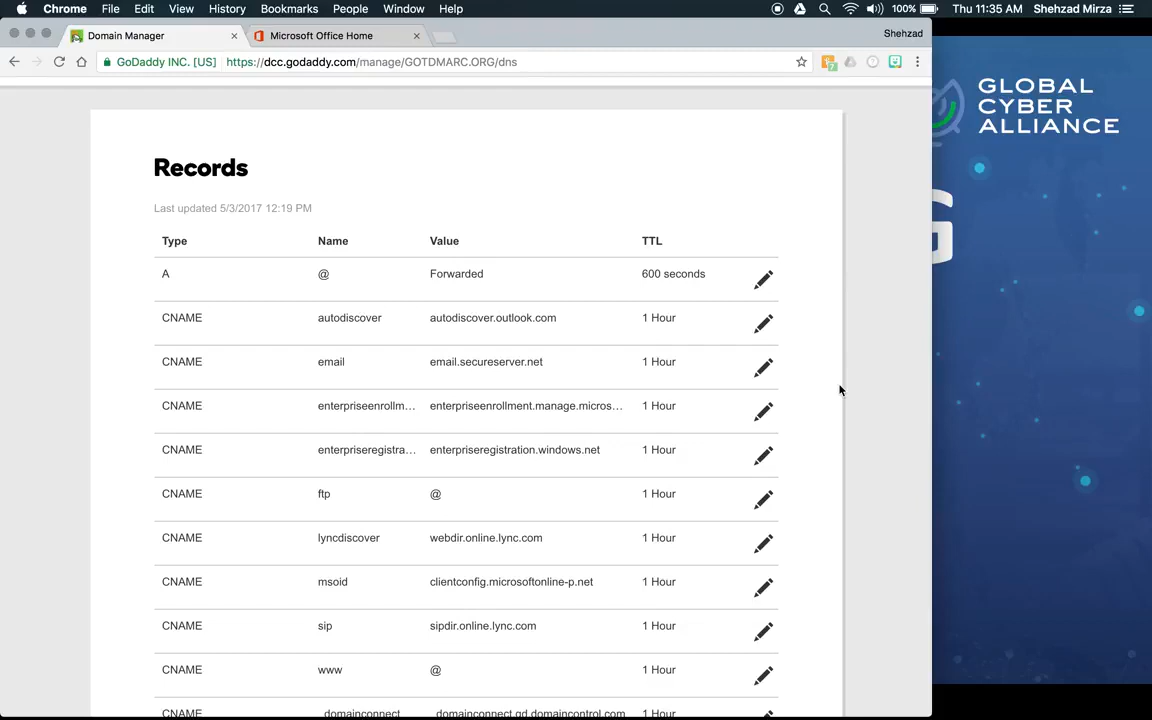 Chrome File Edit View History Bookmarks People Window Help 100% Thu 11:35 AM Shehzad Mirza
Domain Manager Microsoft Office Home Shehzad
GoDaddy INC. [US] https://dcc.godaddy.com/manage/GOTDMARC.ORG/dns
GLOBAL
CYBER
ALLIANCE
Records
Last updated 5/3/2017 12:19 PM
Type Name Value TTL
A @ Forwarded 600 seconds
CNAME autodiscover autodiscover.outlook.com 1 Hour
CNAME email email.secureserver.net 1 Hour
CNAME enterpriseenrollm... enterpriseenrollment.manage.micros... 1 Hour
CNAME enterpriseregistra... enterpriseregistration.windows.net 1 Hour
CNAME ftp @ 1 Hour
CNAME lyncdiscover webdir.online.lync.com 1 Hour
CNAME msoid clientconfig.microsoftonline-p.net 1 Hour
CNAME sip sipdir.online.lync.com 1 Hour
CNAME www @ 1 Hour
CNAME _domainconnect _domainconnect.gd.domaincontrol.com 1 Hour